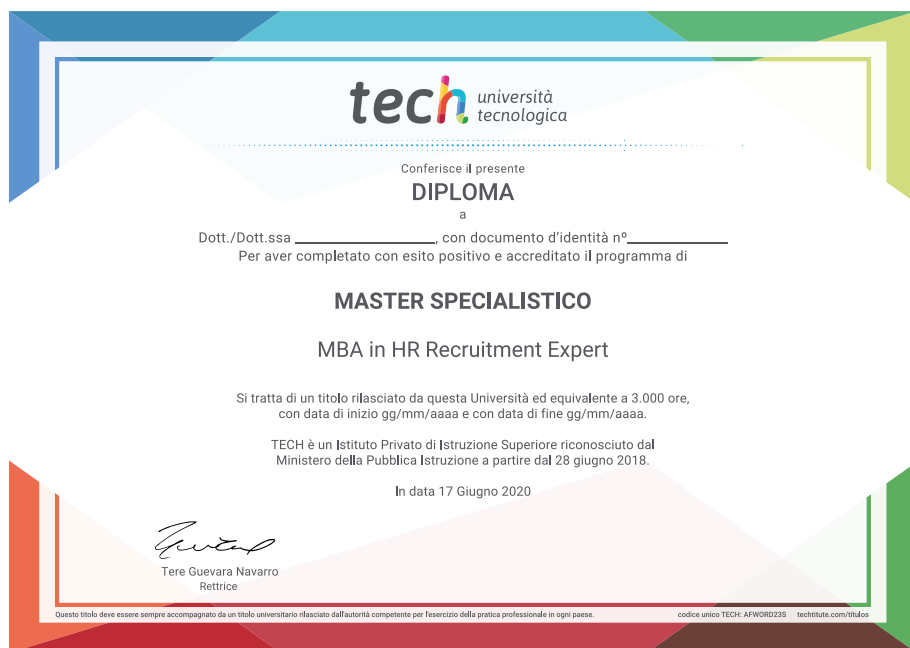 tech università
tecnologica
Conferisce il presente
DIPLOMA
a
Dott./Dott.ssa ____________________, con documento d'identità nº______________
Per aver completato con esito positivo e accreditato il programma di
MASTER SPECIALISTICO
MBA in HR Recruitment Expert
Si tratta di un titolo rilasciato da questa Università ed equivalente a 3.000 ore,
con data di inizio gg/mm/aaaa e con data di fine gg/mm/aaaa.
TECH è un Istituto Privato di Istruzione Superiore riconosciuto dal
Ministero della Pubblica Istruzione a partire dal 28 giugno 2018.
In data 17 Giugno 2020
Tere Guevara Navarro
Rettrice
Questo titolo deve essere sempre accompagnato da un titolo universitario rilasciato dall'autorità competente per l'esercizio della pratica professionale in ogni paese. codice unico TECH: AFWORD23S techtitute.com/titulos